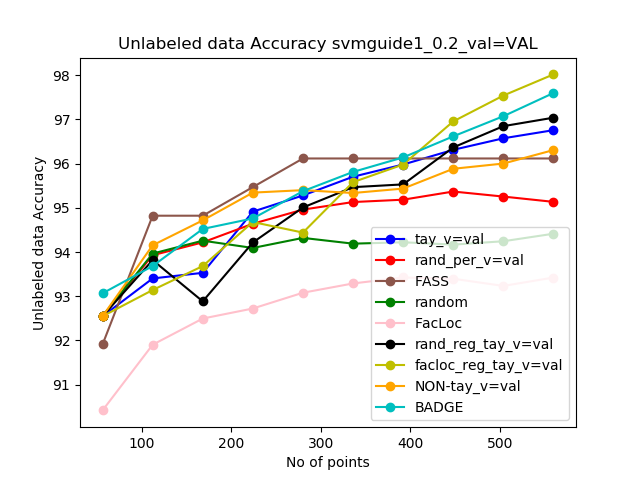 Unlabeled data Accuracy svmguide1_0.2_val=VAL
98
97
96
95
94
93
92
91
Unlabeled data Accuracy
100
200
300
400
500
No of points
tay_v=val
rand_per_v=val
FASS
random
FacLoc
rand_reg_tay_v=val
facloc_reg_tay_v=val
NON-tay_v=val
BADGE